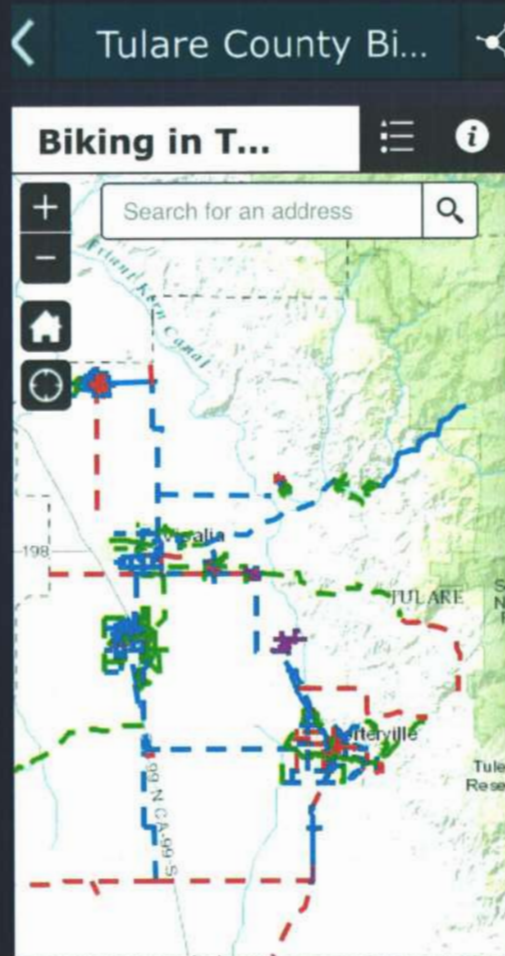 Tulare County Bi...
Biking in T...
Search for an address
Friant Kern Canal
Visalia
198
TULARE
S
N
F
rterville
Tule
Rese
99 N CA-99 S